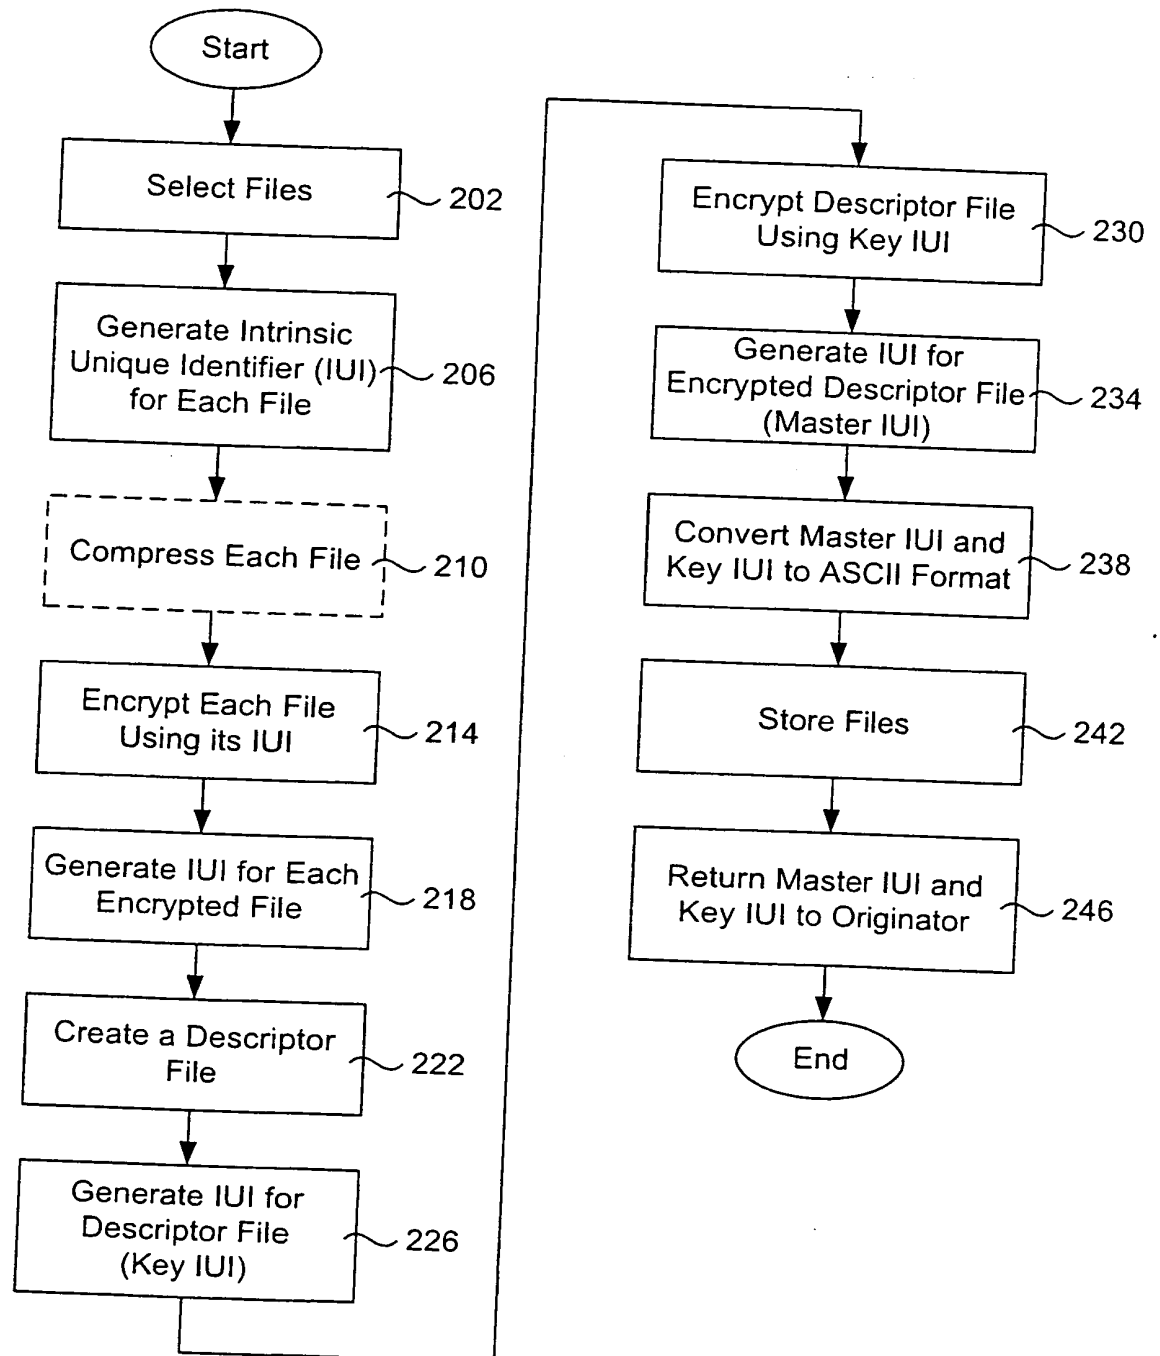 Start
Select Files
202
Generate Intrinsic
Unique Identifier (IUI)
for Each File
206
Compress Each File
210
Encrypt Each File
Using its IUI
214
Generate IUI for Each
Encrypted File
218
Create a Descriptor
File
222
Generate IUI for
Descriptor File
(Key IUI)
226
Encrypt Descriptor File
Using Key IUI
230
Generate IUI for
Encrypted Descriptor File
(Master IUI)
234
Convert Master IUI and
Key IUI to ASCII Format
238
Store Files
242
Return Master IUI and
Key IUI to Originator
246
End